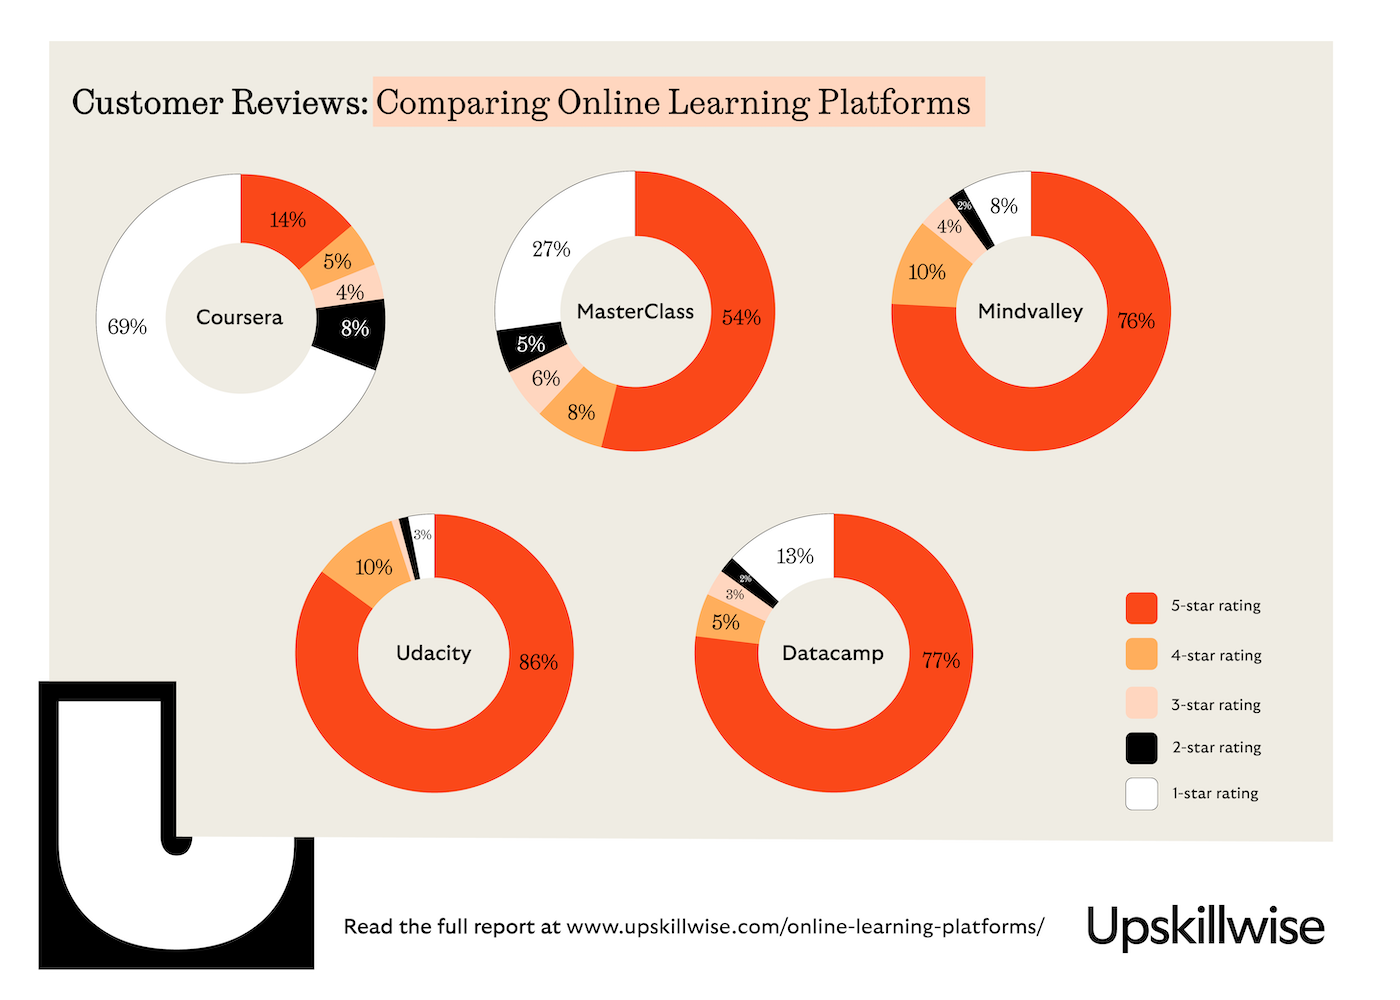 Customer Reviews: Comparing Online Learning Platforms
14%
5%
4%
8%
69%
Coursera
54%
8%
6%
5%
27%
MasterClass
76%
10%
4%
2%
8%
Mindvalley
86%
10%
3%
Udacity
77%
5%
3%
2%
13%
Datacamp
5-star rating
4-star rating
3-star rating
2-star rating
1-star rating
Read the full report at www.upskillwise.com/online-learning-platforms/
Upskillwise